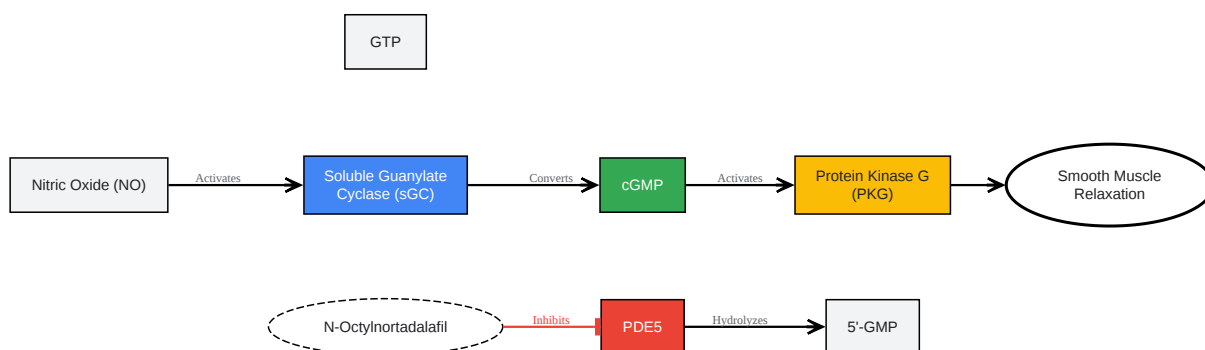 GTP
Nitric Oxide (NO)
Activates
Soluble Guanylate
Cyclase (sGC)
Converts
cGMP
Activates
Protein Kinase G
(PKG)
Smooth Muscle
Relaxation
N-Octylnortadalafil
Inhibits
PDE5
Hydrolyzes
5'-GMP